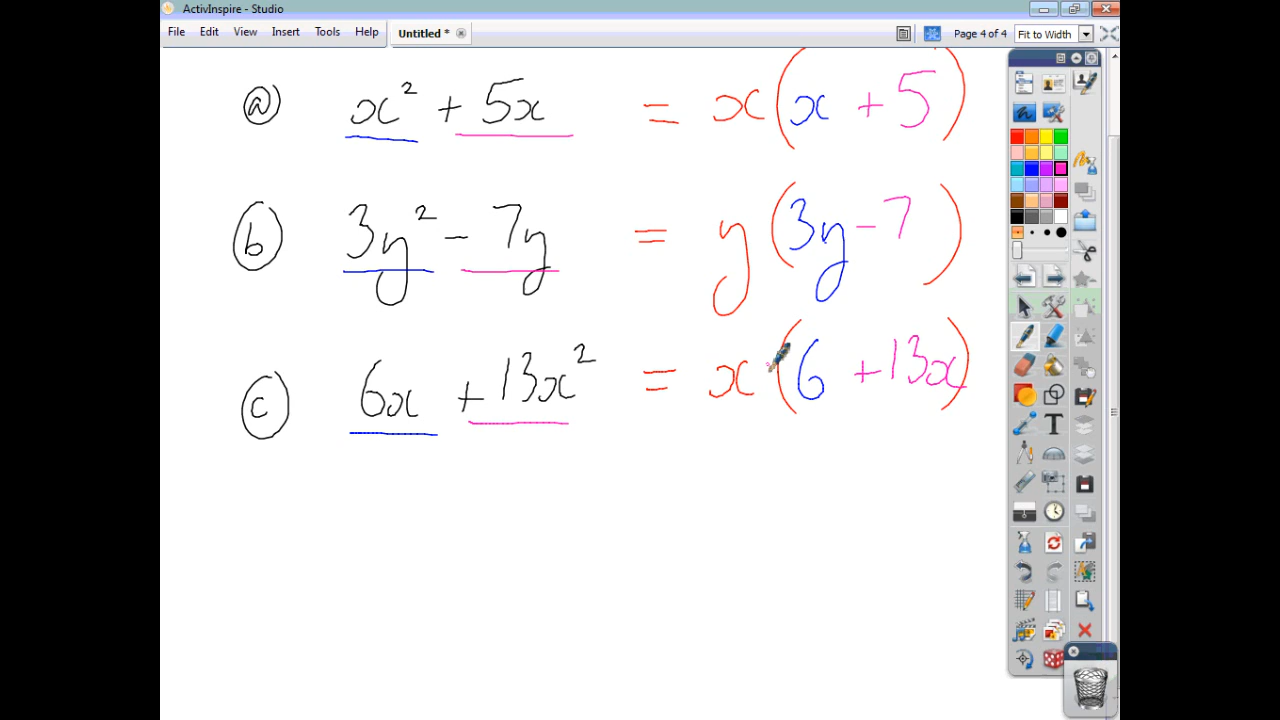 ActivInspire - Studio
File Edit View Insert Tools Help Untitled * Page 4 of 4 Fit to Width
a) x² + 5x = x(x + 5)
b 3y² - 7y = y(3y - 7)
c 6x + 13x² = x(6 + 13x)